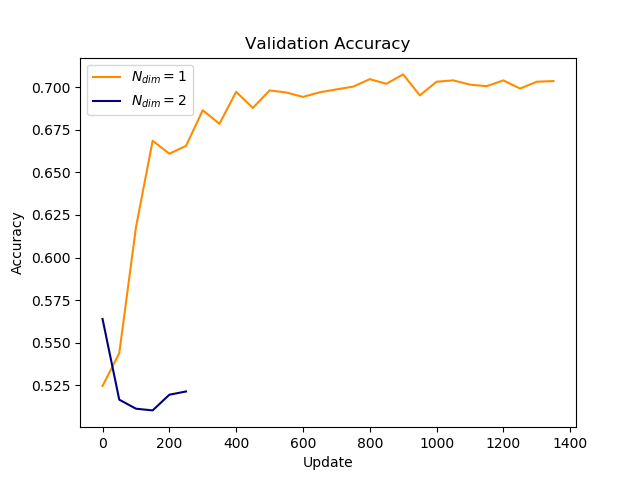 Validation Accuracy
N_dim = 1
N_dim = 2
Accuracy
0.700
0.675
0.650
0.625
0.600
0.575
0.550
0.525
0 200 400 600 800 1000 1200 1400
Update